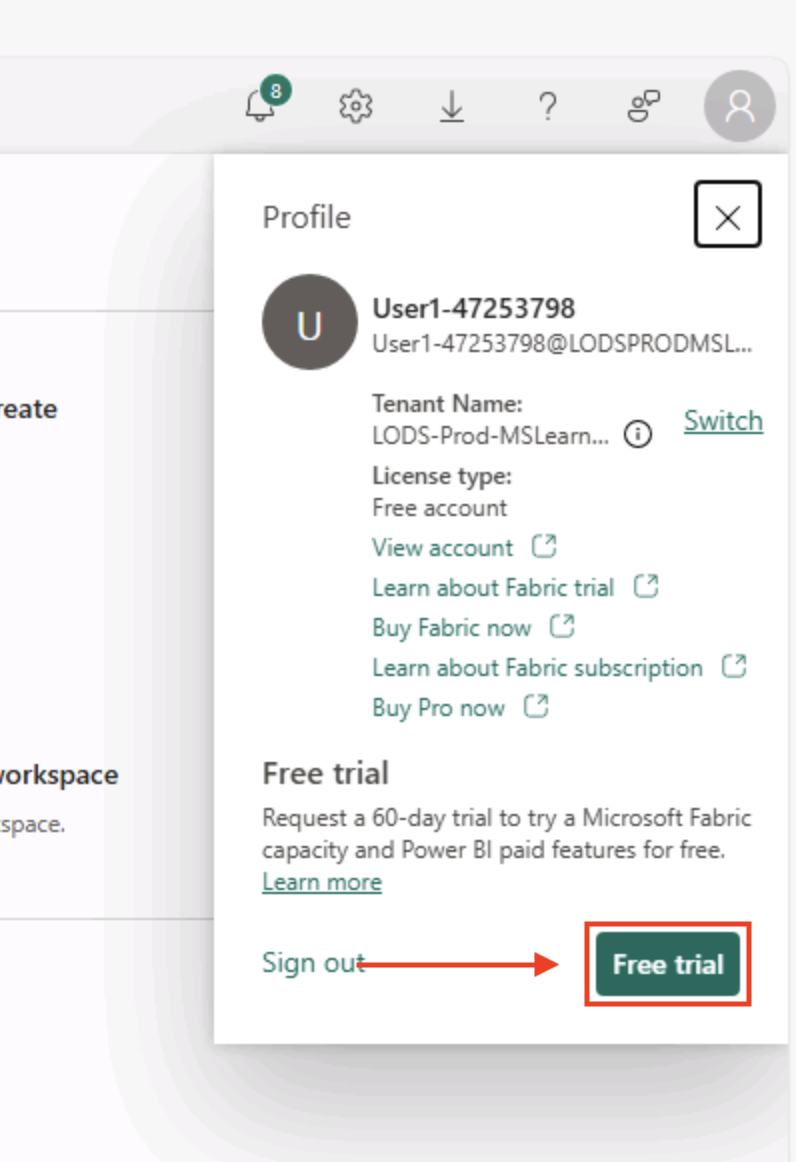 8
Profile
U
User1-47253798
User1-47253798@LODSPRODMSL...
Tenant Name:
LODS-Prod-MSLearn...
Switch
License type:
Free account
View account
Learn about Fabric trial
Buy Fabric now
Learn about Fabric subscription
Buy Pro now
reate
workspace
space.
Free trial
Request a 60-day trial to try a Microsoft Fabric
capacity and Power BI paid features for free.
Learn more
Sign out
Free trial